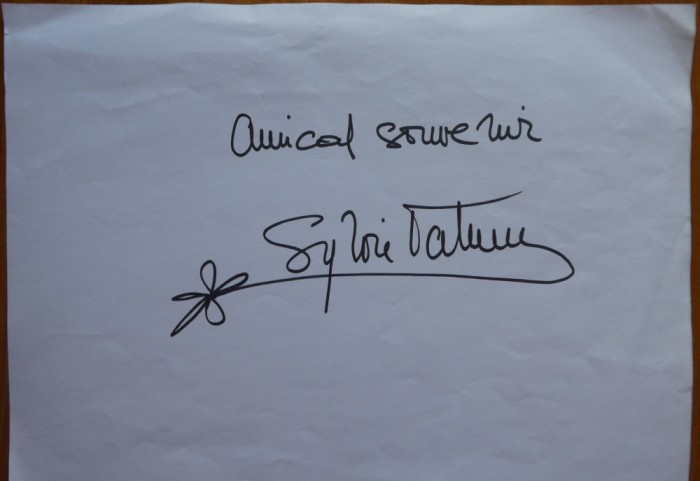 Amical souvenir
Sylvie Vartan